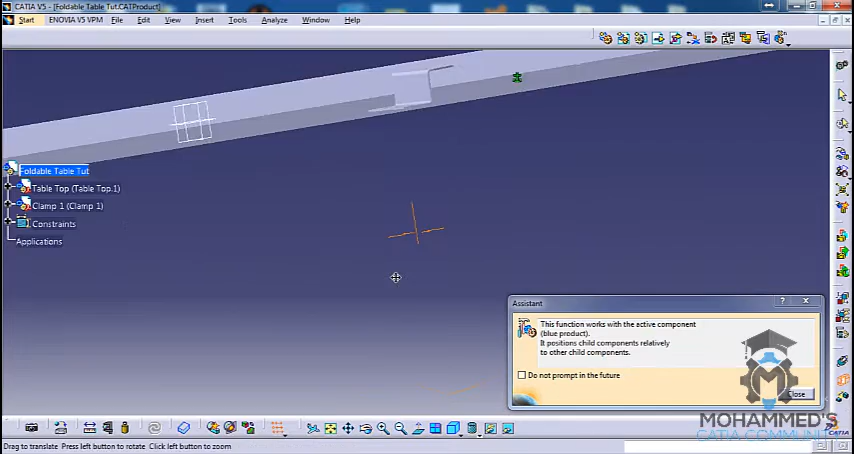 CATIA V5 - [Foldable Table Tut.CATProduct]
Start ENOVIA V5 VPM File Edit View Insert Tools Analyze Window Help
Foldable Table Tut
Table Top (Table Top.1)
Clamp 1 (Clamp 1)
Constraints
Applications
Assistant
This function works with the active component
(blue product).
It positions child components relatively
to other child components.
Do not prompt in the future
Close
MOHAMMED'S
CATIA COMMUNI
CATIA
Drag to translate Press left button to rotate Click left button to zoom